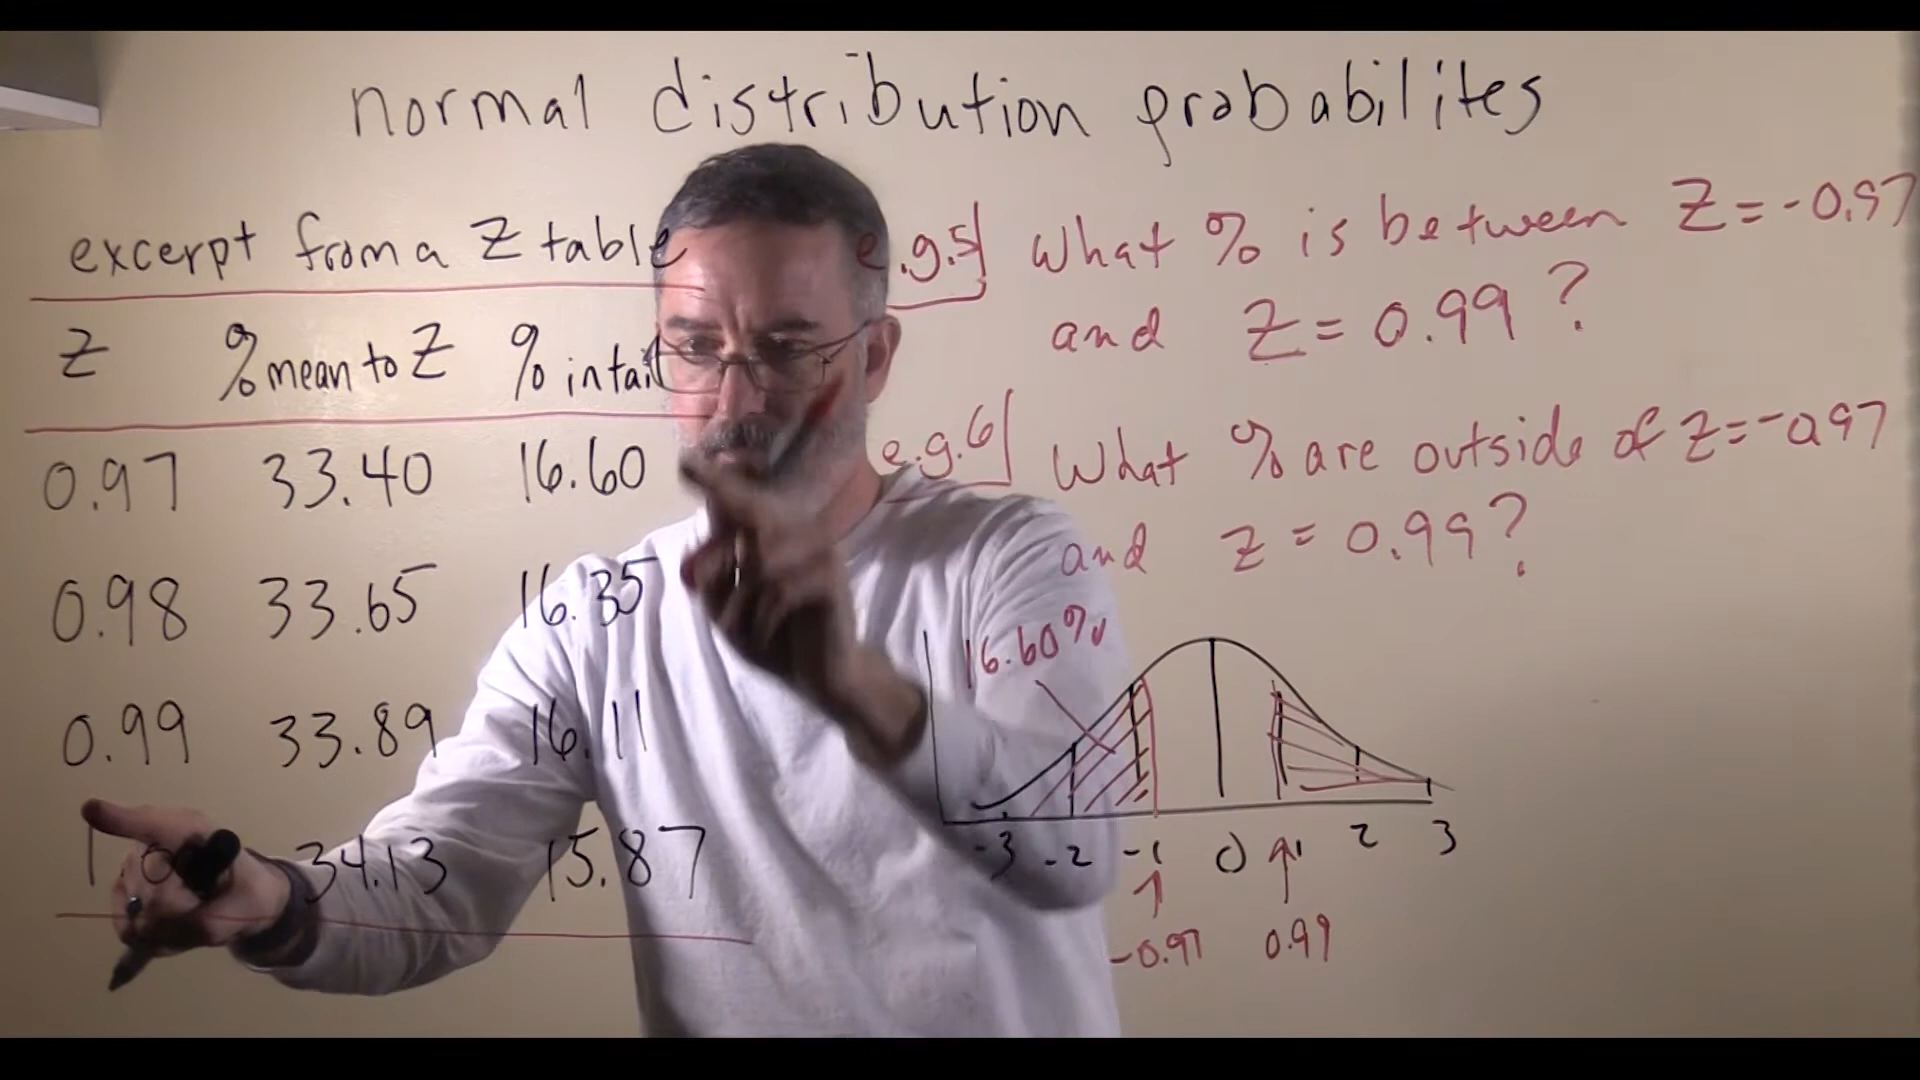 normal distribution probabilites
excerpt from a Z table
Z % mean to Z % in tail
0.97 33.40 16.60
0.98 33.65 16.35
0.99 33.89 16.11
34.13 15.87
e.g.5 What % is between Z=-0.97
and Z=0.99?
e.g.6 What % are outside of Z=-0.97
and Z=0.99?
16.60%
-3 -2 -1 0 1 2 3
-0.97 0.99